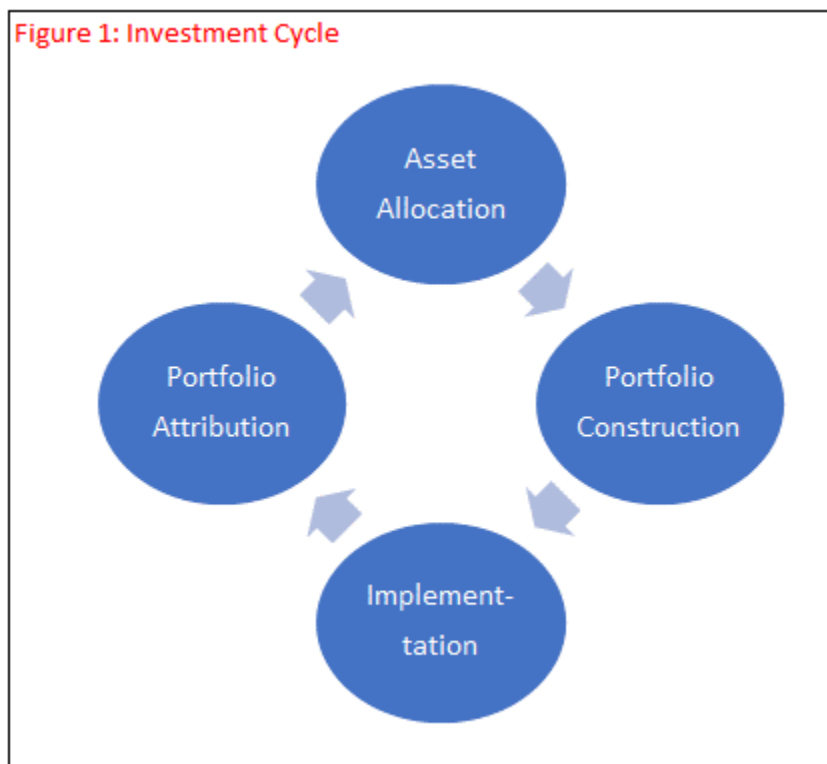 Figure 1: Investment Cycle
Asset
Allocation
Portfolio
Construction
Implement-
tation
Portfolio
Attribution